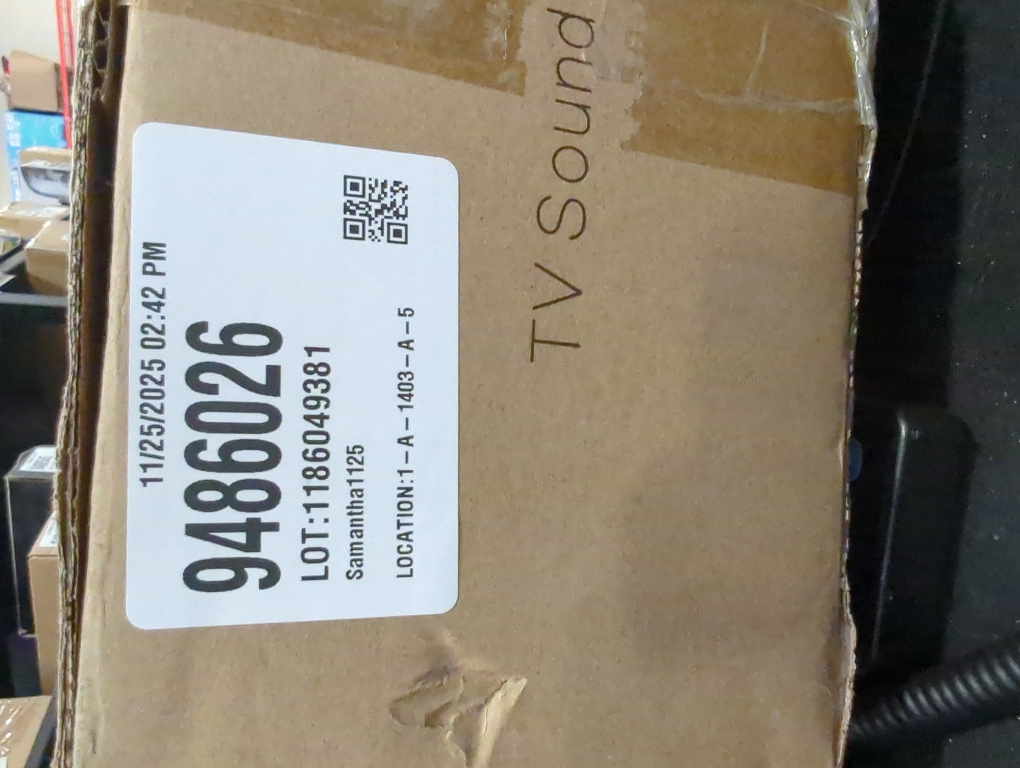 11/25/2025 02:42 PM
9486026
LOT:1186049381
Samantha1125
LOCATION:1-A-1403-A-5
TV Sound